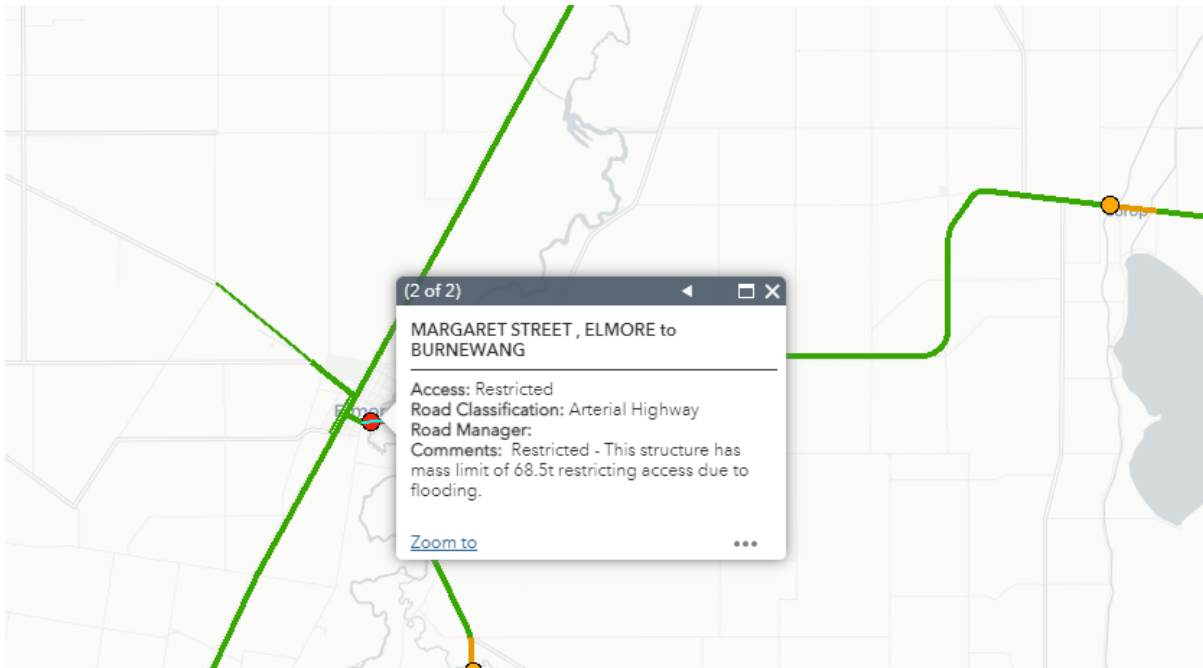 (2 of 2)
MARGARET STREET , ELMORE to
BURNEWANG
Access: Restricted
Road Classification: Arterial Highway
Road Manager:
Comments:  Restricted - This structure has
mass limit of 68.5t restricting access due to
flooding.
Zoom to